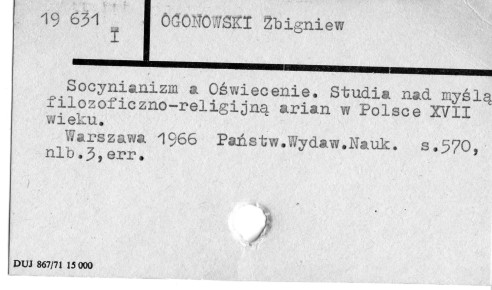 19 631
I
OGONOWSKI Zbigniew
Socynianizm a Oświecenie. Studia nad myślą
filozoficzno-religijną arian w Polsce XVII
wieku.
Warszawa 1966 Państw.Wydaw.Nauk. s.570,
nlb.3,err.
DUJ 867/71 15 000